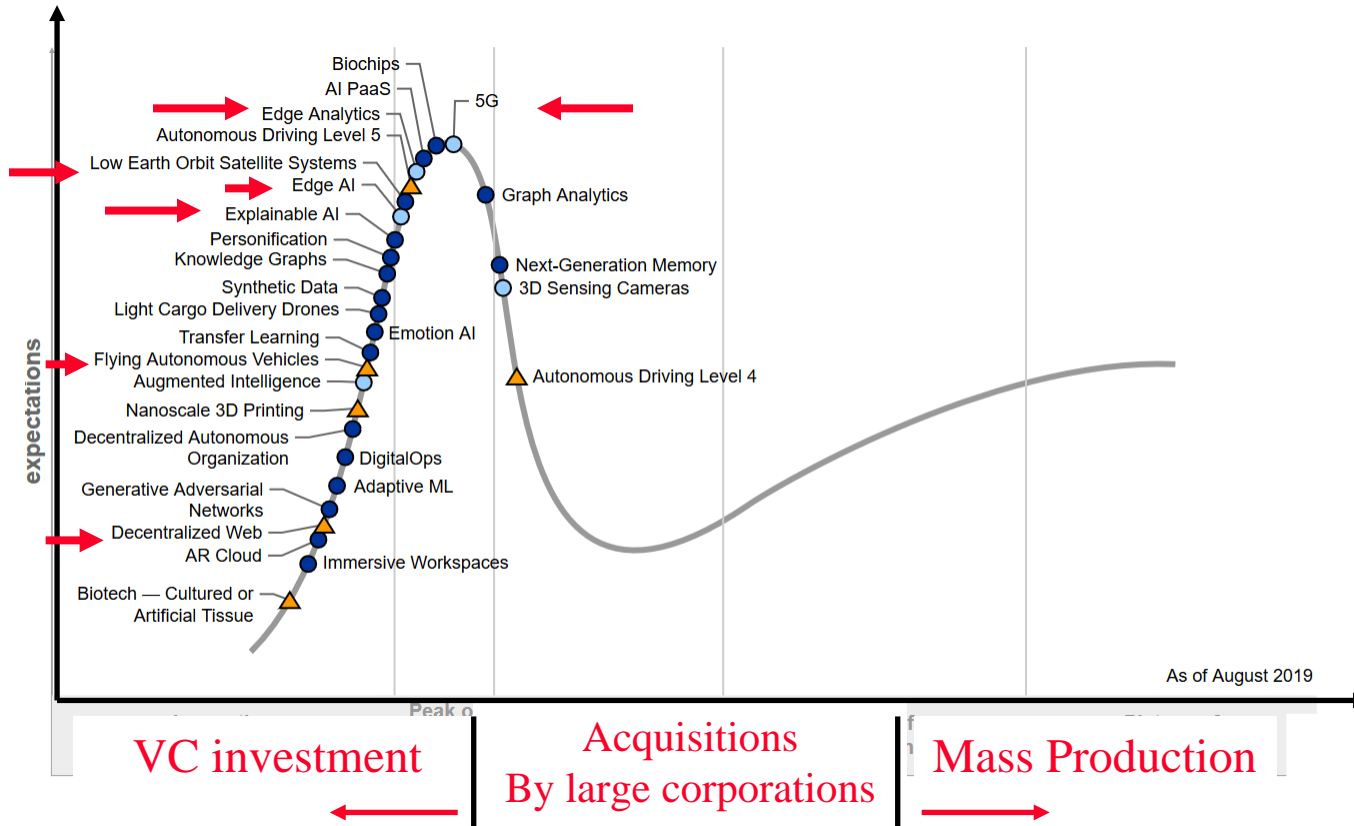 Biochips
AI PaaS
5G
Edge Analytics
Autonomous Driving Level 5
Low Earth Orbit Satellite Systems
Edge AI
Graph Analytics
Explainable AI
Personification
Knowledge Graphs
Next-Generation Memory
Synthetic Data
3D Sensing Cameras
Light Cargo Delivery Drones
Emotion AI
Transfer Learning
Flying Autonomous Vehicles
Autonomous Driving Level 4
Augmented Intelligence
Nanoscale 3D Printing
Decentralized Autonomous
Organization
DigitalOps
Generative Adversarial
Networks
Adaptive ML
Decentralized Web
AR Cloud
Immersive Workspaces
Biotech — Cultured or
Artificial Tissue
expectations
As of August 2019
Peak o
VC investment
Acquisitions
By large corporations
Mass Production